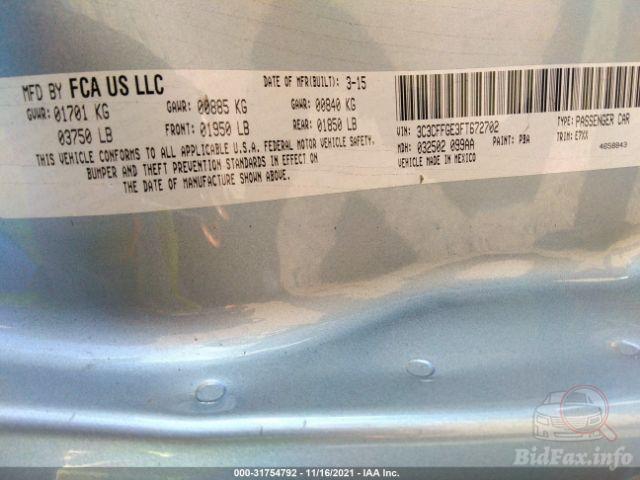 MFD BY FCA US LLC
DATE OF MFR(BUILT): 3-15
GVWR: 01701 KG
GAWR: 00885 KG
GAWR: 00840 KG
03750 LB
FRONT: 01950 LB
REAR: 01850 LB
THIS VEHICLE CONFORMS TO ALL APPLICABLE U.S.A. FEDERAL MOTOR VEHICLE SAFETY,
BUMPER AND THEFT PREVENTION STANDARDS IN EFFECT ON
THE DATE OF MANUFACTURE SHOWN ABOVE.
VIN: 3C3CFFGE3FT672702
TYPE: PASSENGER CAR
MDH: 032502 099AA
PAINT: PBA
TRIM: E7XX
VEHICLE MADE IN MEXICO
4658843
000-31754792 - 11/16/2021 - IAA Inc.
BidFax.info